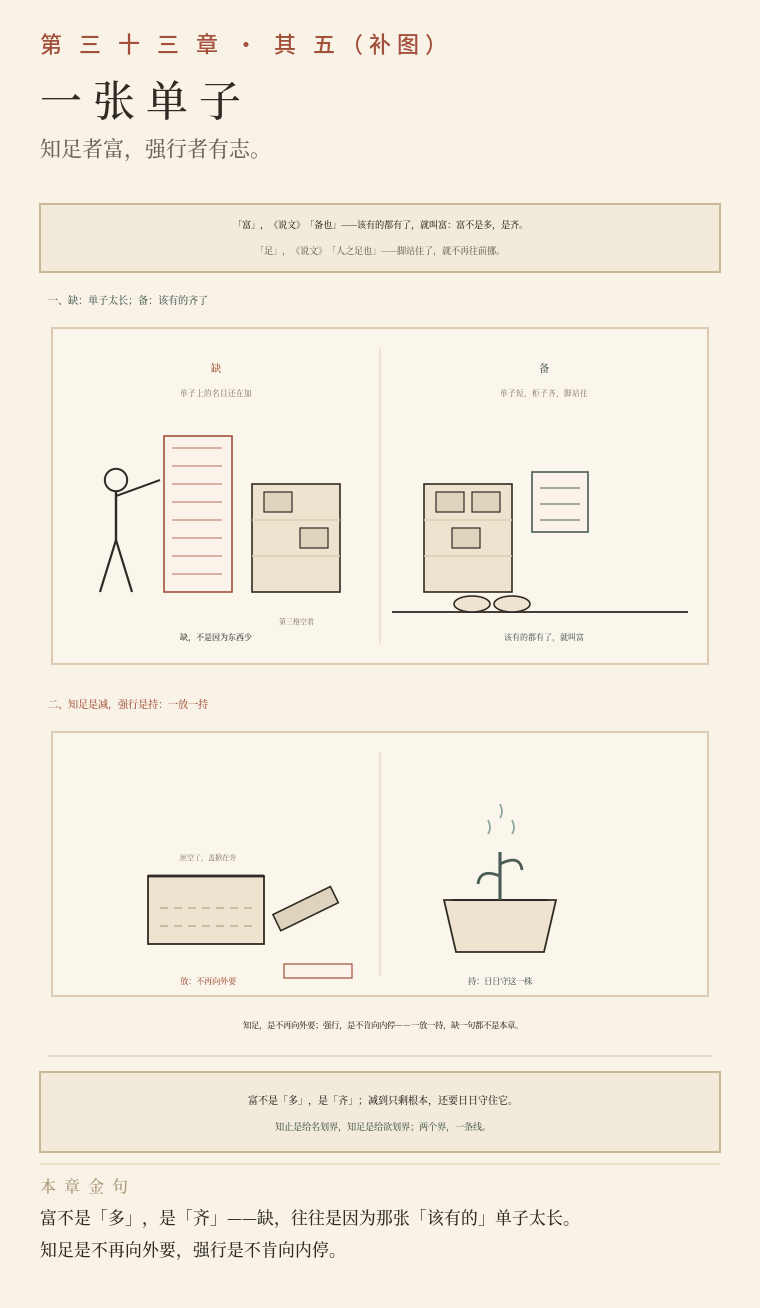 第三十三章·其五（补图）
一张单子
知足者富，强行者有志。
「富」，《说文》「备也」——该有的都有了，就叫富：富不是多，是齐。
「足」，《说文》「人之足也」——脚站住了，就不再往前挪。
一、缺：单子太长；备：该有的齐了
缺
单子上的名目还在加
备
单子短，柜子齐，脚站住
第三格空着
缺，不是因为东西少
该有的都有了，就叫富
二、知足是减，强行是持：一放一持
匣空了，盖掀在旁
放：不再向外要
持：日日守这一株
知足，是不再向外要；强行，是不肯向内停——一放一持，缺一句都不是本章。
富不是「多」，是「齐」；减到只剩根本，还要日日守住它。
知止是给名划界，知足是给欲划界；两个界，一条线。
本章金句
富不是「多」，是「齐」——缺，往往是因为那张「该有的」单子太长。
知足是不再向外要，强行是不肯向内停。